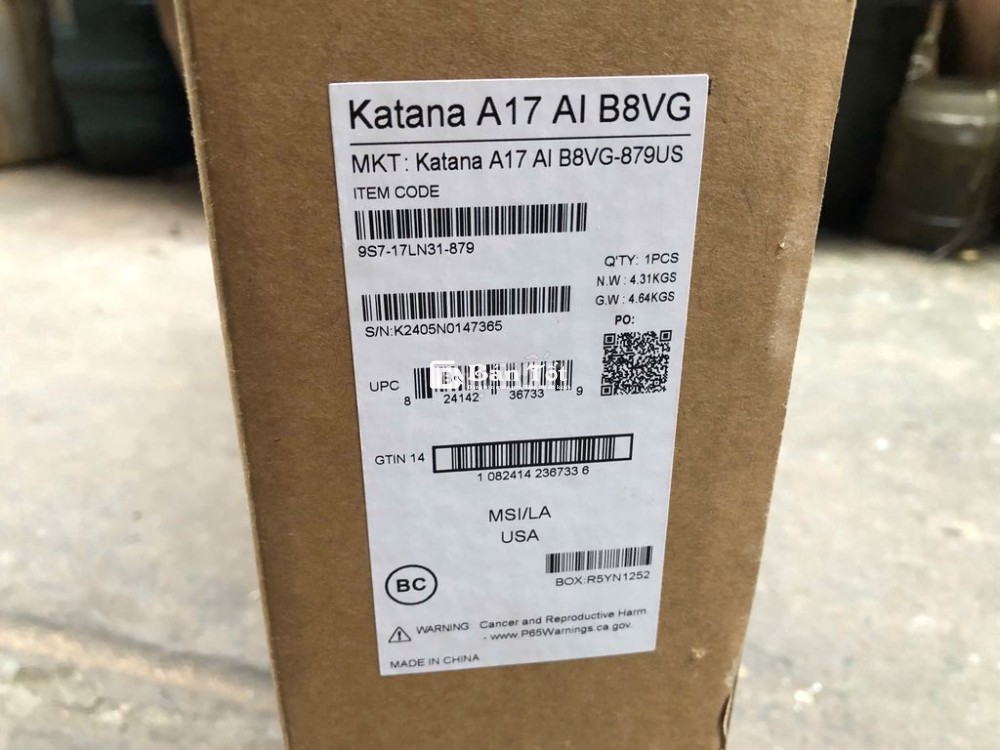 Katana A17 AI B8VG
MKT: Katana A17 AI B8VG-879US
ITEM CODE
9S7-17LN31-879
Q'TY: 1PCS
N.W : 4.31KGS
G.W : 4.64KGS
PO:
S/N:K2405N0147365
Bán Tốt
UPC
8 24142 36733 9
GTIN 14
1 082414 236733 6
MSI/LA
USA
BOX:R5YN1252
BC
WARNING: Cancer and Reproductive Harm
- www.P65Warnings.ca.gov.
MADE IN CHINA